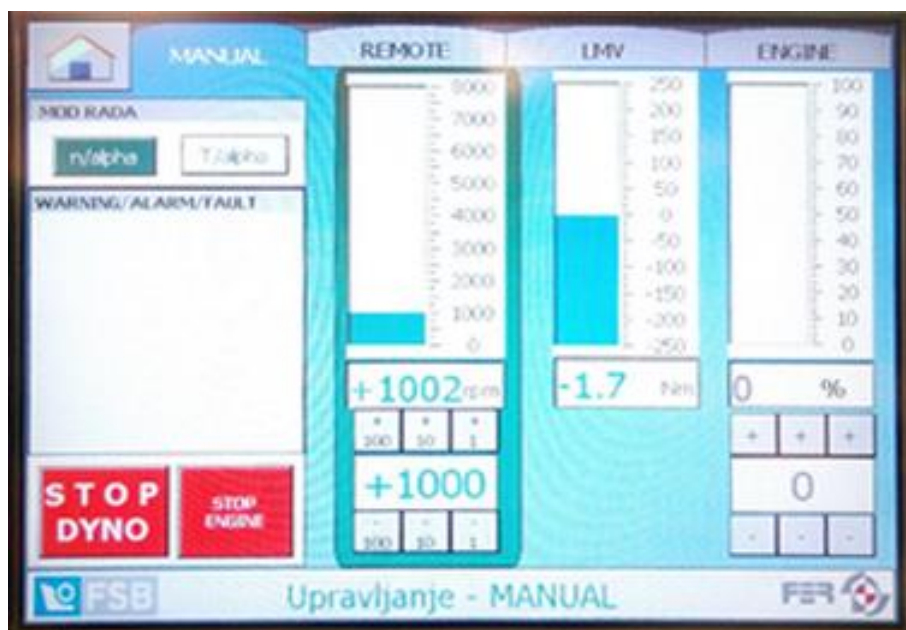 MANUAL
REMOTE
LMV
ENGINE
MOD RADA
n/alpha
T/alpha
WARNING/ALARM/FAULT
8000
7000
6000
5000
4000
3000
2000
1000
0
250
200
150
100
50
0
-50
-100
-150
-200
-250
100
90
80
70
60
50
40
30
20
10
0
+1002 rpm
-1.7 Nm
0 %
+ + +
100 10 1
+ + +
+1000
0
- - -
100 10 1
- - -
STOP
DYNO
STOP
ENGINE
FSB
Upravljanje - MANUAL
FER